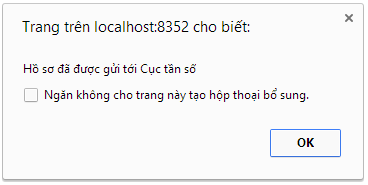 Trang trên localhost:8352 cho biết:
Hồ sơ đã được gửi tới Cục tần số
Ngăn không cho trang này tạo hộp thoại bổ sung.
OK